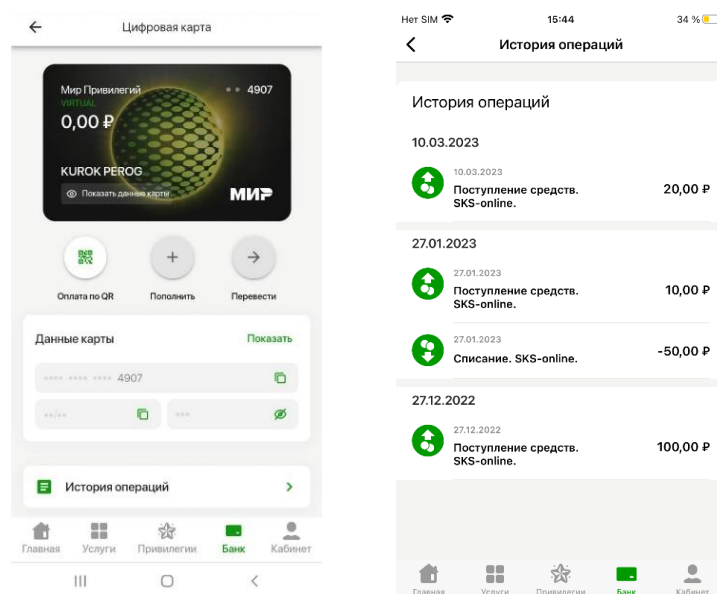 Цифровая карта
Мир Привилегий
VIRTUAL
•• 4907
0,00 ₽
KUROK PEROG
Показать данные карты
МИР
Оплата по QR
Пополнить
Перевести
Данные карты
Показать
•••• •••• •••• 4907
••/••
•••
История операций
Главная
Услуги
Привилегии
Банк
Кабинет
Нет SIM
15:44
34 %
История операций
История операций
10.03.2023
10.03.2023
Поступление средств.
SKS-online.
20,00 ₽
27.01.2023
27.01.2023
Поступление средств.
SKS-online.
10,00 ₽
27.01.2023
Списание. SKS-online.
-50,00 ₽
27.12.2022
27.12.2022
Поступление средств.
SKS-online.
100,00 ₽
Главная
Услуги
Привилегии
Банк
Кабинет